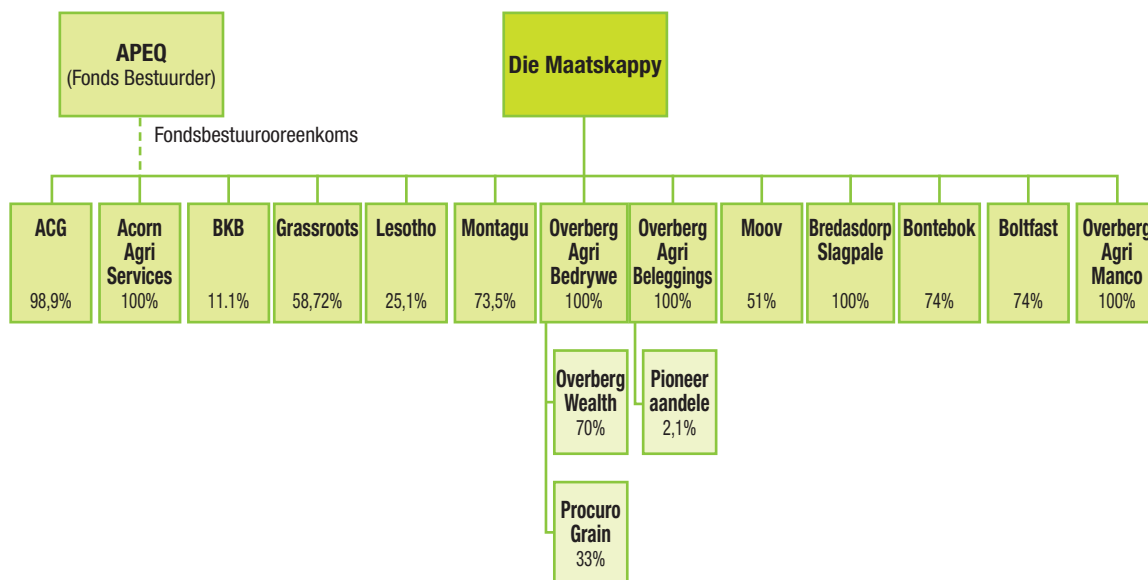 APEQ
(Fonds Bestuurder)
Die Maatskappy
Fondsbestuurooreenkoms
ACG
98,9%
Acorn
Agri
Services
100%
BKB
11.1%
Grassroots
58,72%
Lesotho
25,1%
Montagu
73,5%
Overberg
Agri
Bedrywe
100%
Overberg
Agri
Beleggings
100%
Moov
51%
Bredasdorp
Slagpale
100%
Bontebok
74%
Boltfast
74%
Overberg
Agri
Manco
100%
Overberg
Wealth
70%
Pioneer
aandele
2,1%
Procuro
Grain
33%